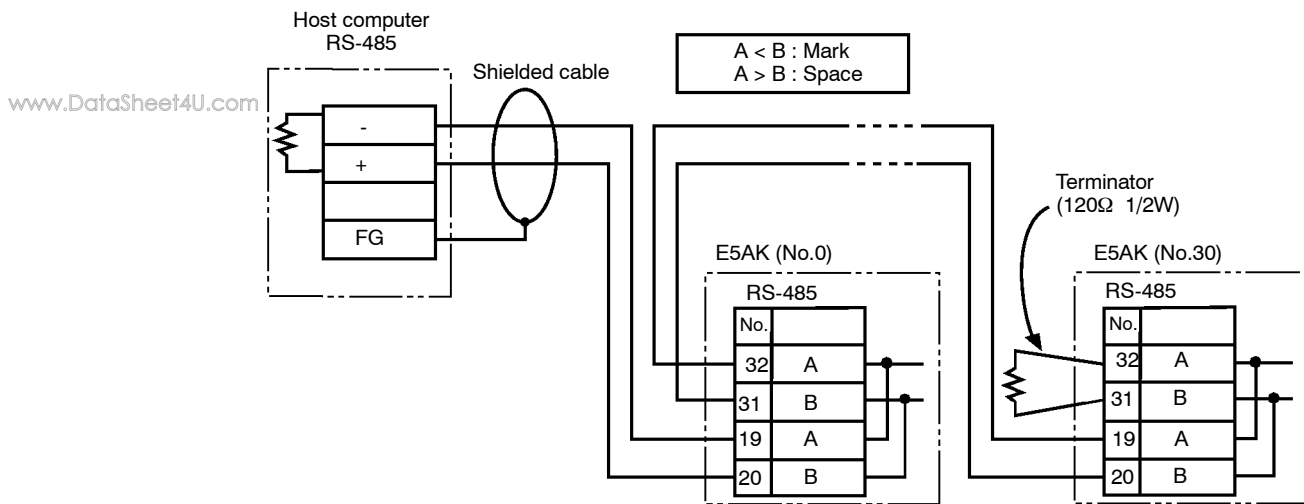 Host computer
RS-485
Shielded cable
A < B : Mark
A > B : Space
www.DataSheet4U.com
-
+
FG
Terminator
(120Ω 1/2W)
E5AK (No.0)
RS-485
No.
32 A
31 B
19 A
20 B
E5AK (No.30)
RS-485
No.
32 A
31 B
19 A
20 B